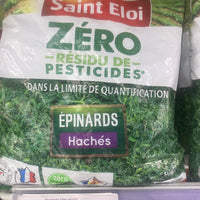 Saint Eloi
ZÉRO
RÉSIDU DE
PESTICIDES*
*DANS LA LIMITE DE QUANTIFICATION
ÉPINARDS
Hachés